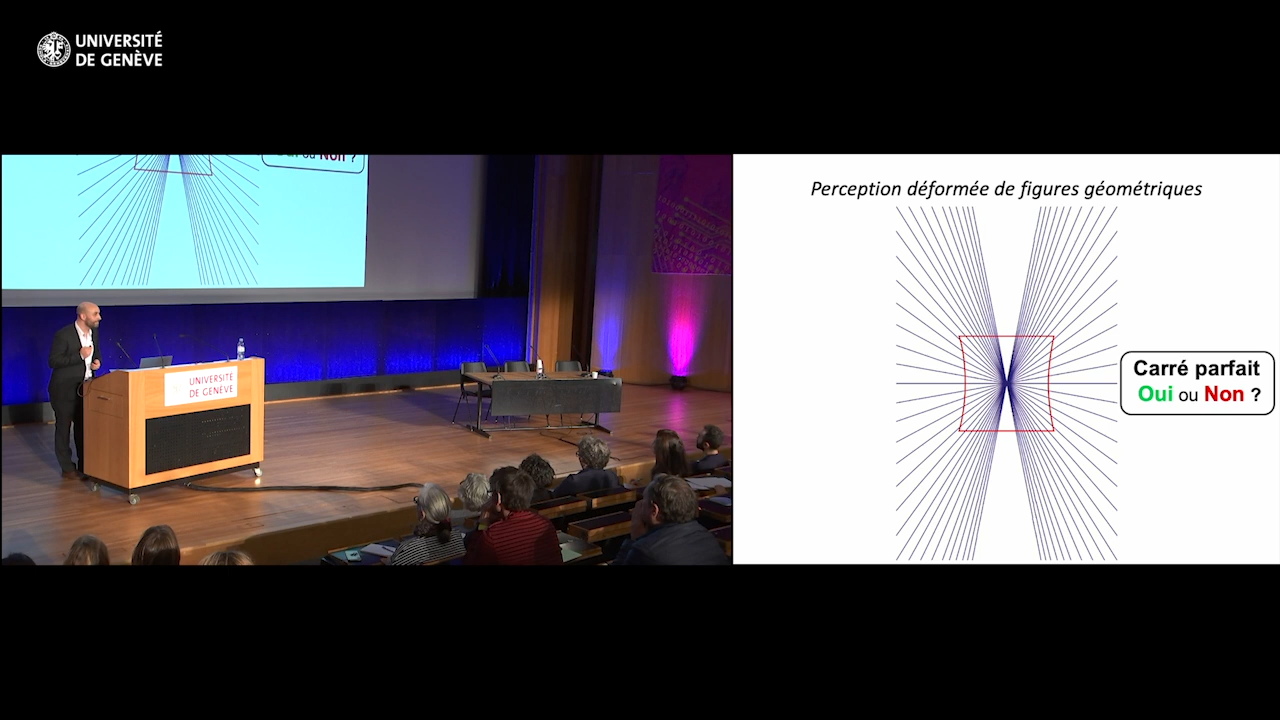 UNIVERSITÉ
DE GENÈVE
Non ?
UNIVERSITÉ
DE GENÈVE
Perception déformée de figures géométriques
Carré parfait
Oui ou Non ?